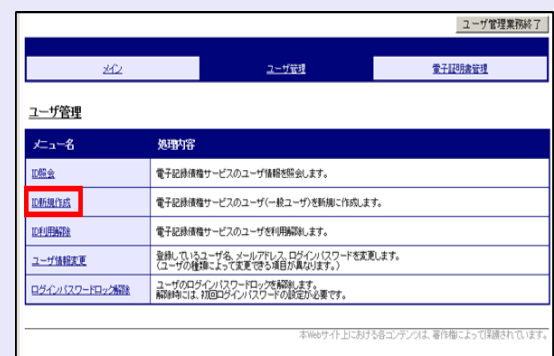 ユーザ管理業務終了
メイン ユーザ管理 電子証明書管理
ユーザ管理
メニュー名 処理内容
ID照会 電子記録債権サービスのユーザ情報を照会します。
ID新規作成 電子記録債権サービスのユーザ(一般ユーザ)を新規に作成します。
ID利用解除 電子記録債権サービスのユーザを利用解除します。
ユーザ情報変更 登録しているユーザ名、メールアドレス、ログインパスワードを変更します。
(ユーザの種類によって変更できる項目が異なります。)
ログインパスワードロック解除 ユーザのログインパスワードロックを解除します。
解除時には、初回ログインパスワードの設定が必要です。
本Webサイト上における各コンテンツは、著作権によって保護されています。